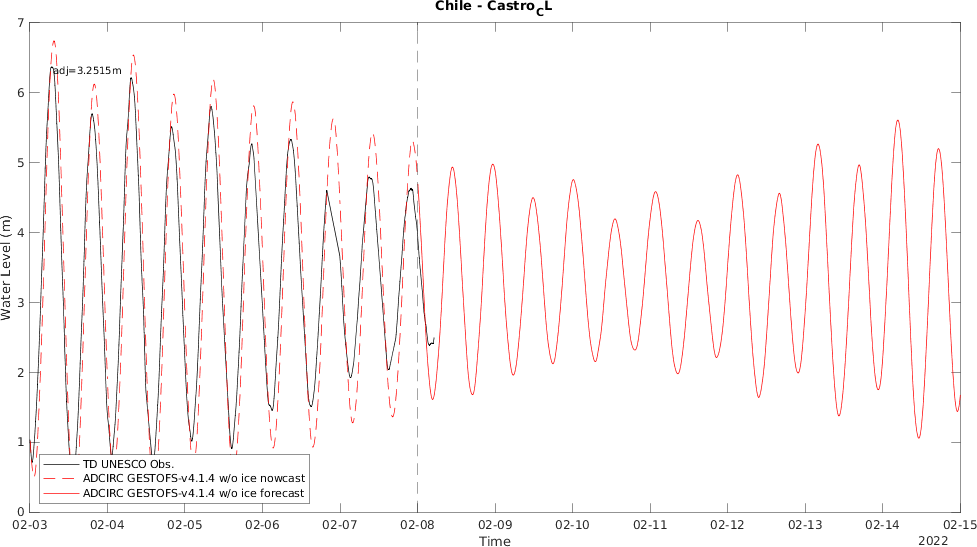 Chile - Castro_CL
7
adj=3.2515m
6
5
4
3
2
1
0
Water Level (m)
TD UNESCO Obs.
ADCIRC GESTOFS-v4.1.4 w/o ice nowcast
ADCIRC GESTOFS-v4.1.4 w/o ice forecast
02-03 02-04 02-05 02-06 02-07 02-08 02-09 02-10 02-11 02-12 02-13 02-14 02-15
Time
2022